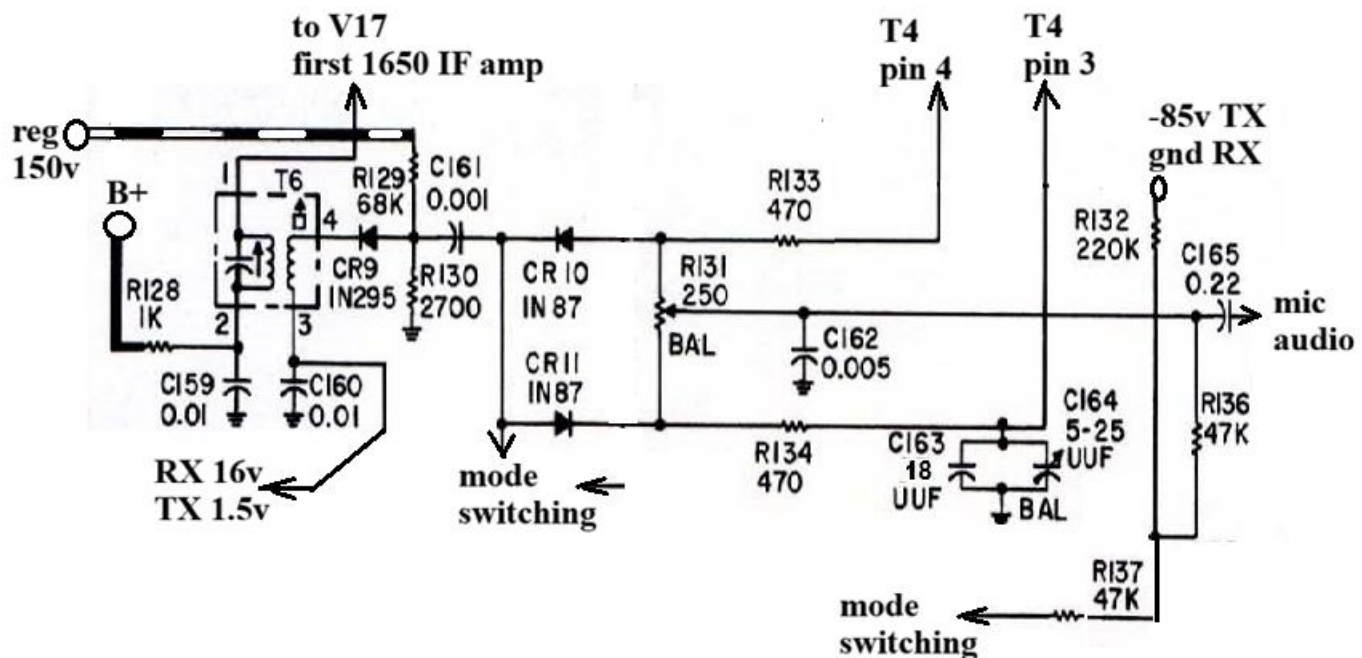 to V17
first 1650 IF amp
T4
pin 4
T4
pin 3
reg
150v
-85v TX
gnd RX
B+
1
T6
4
R129
68K
C161
0.001
R133
470
R132
220K
C165
0.22
mic
audio
R128
1K
2
3
CR9
IN295
R130
2700
CR 10
IN 87
R131
250
BAL
C162
0.005
C159
0.01
C160
0.01
CR11
IN87
R134
470
C163
18
UUF
C164
5-25
UUF
BAL
R136
47K
RX 16v
TX 1.5v
mode
switching
mode
switching
R137
47K